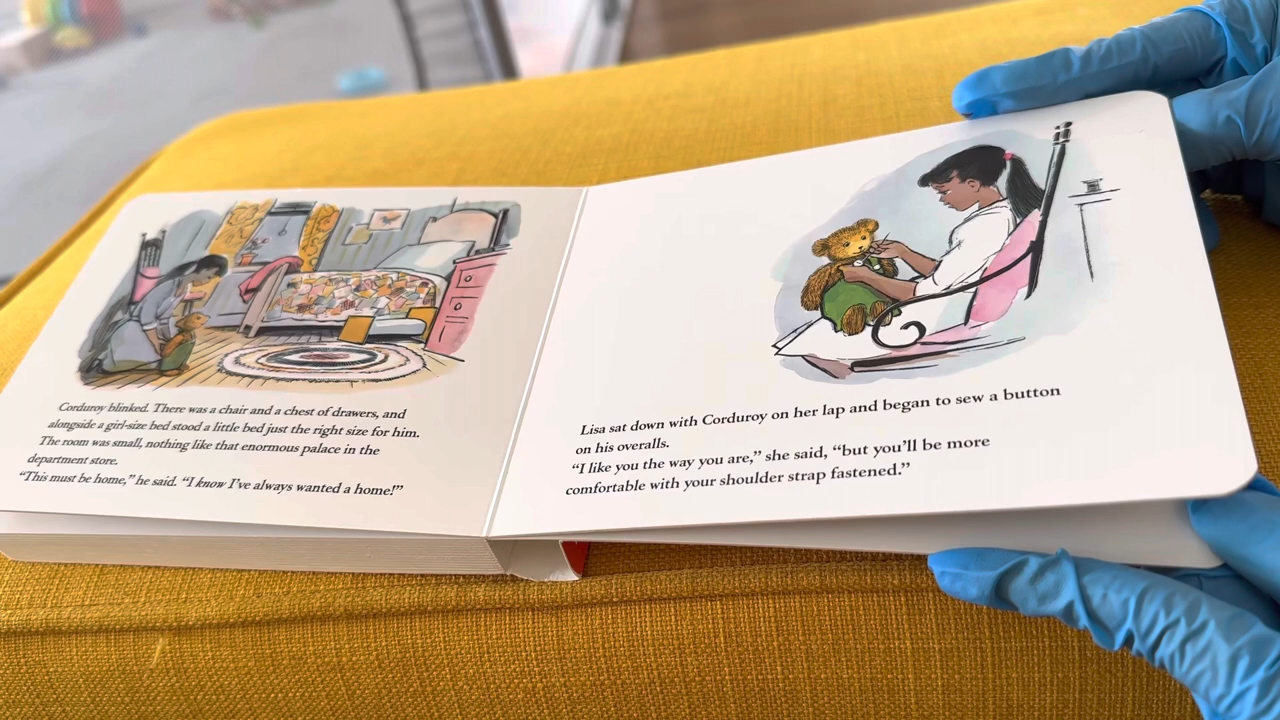 Corduroy blinked. There was a chair and a chest of drawers, and
alongside a girl-size bed stood a little bed just the right size for him.
The room was small, nothing like that enormous palace in the
department store.
“This must be home,” he said. “I know I’ve always wanted a home!”
Lisa sat down with Corduroy on her lap and began to sew a button
on his overalls.
“I like you the way you are,” she said, “but you’ll be more
comfortable with your shoulder strap fastened.”